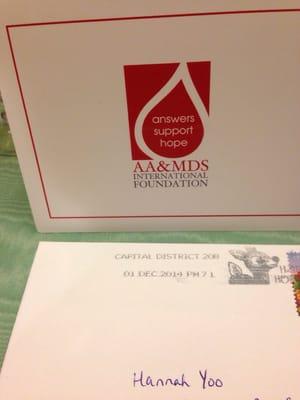 answers
support
hope
AA&MDS
INTERNATIONAL
FOUNDATION
CAPITAL DISTRICT 208
01 DEC 2014 PM 7 L
Hannah Yoo